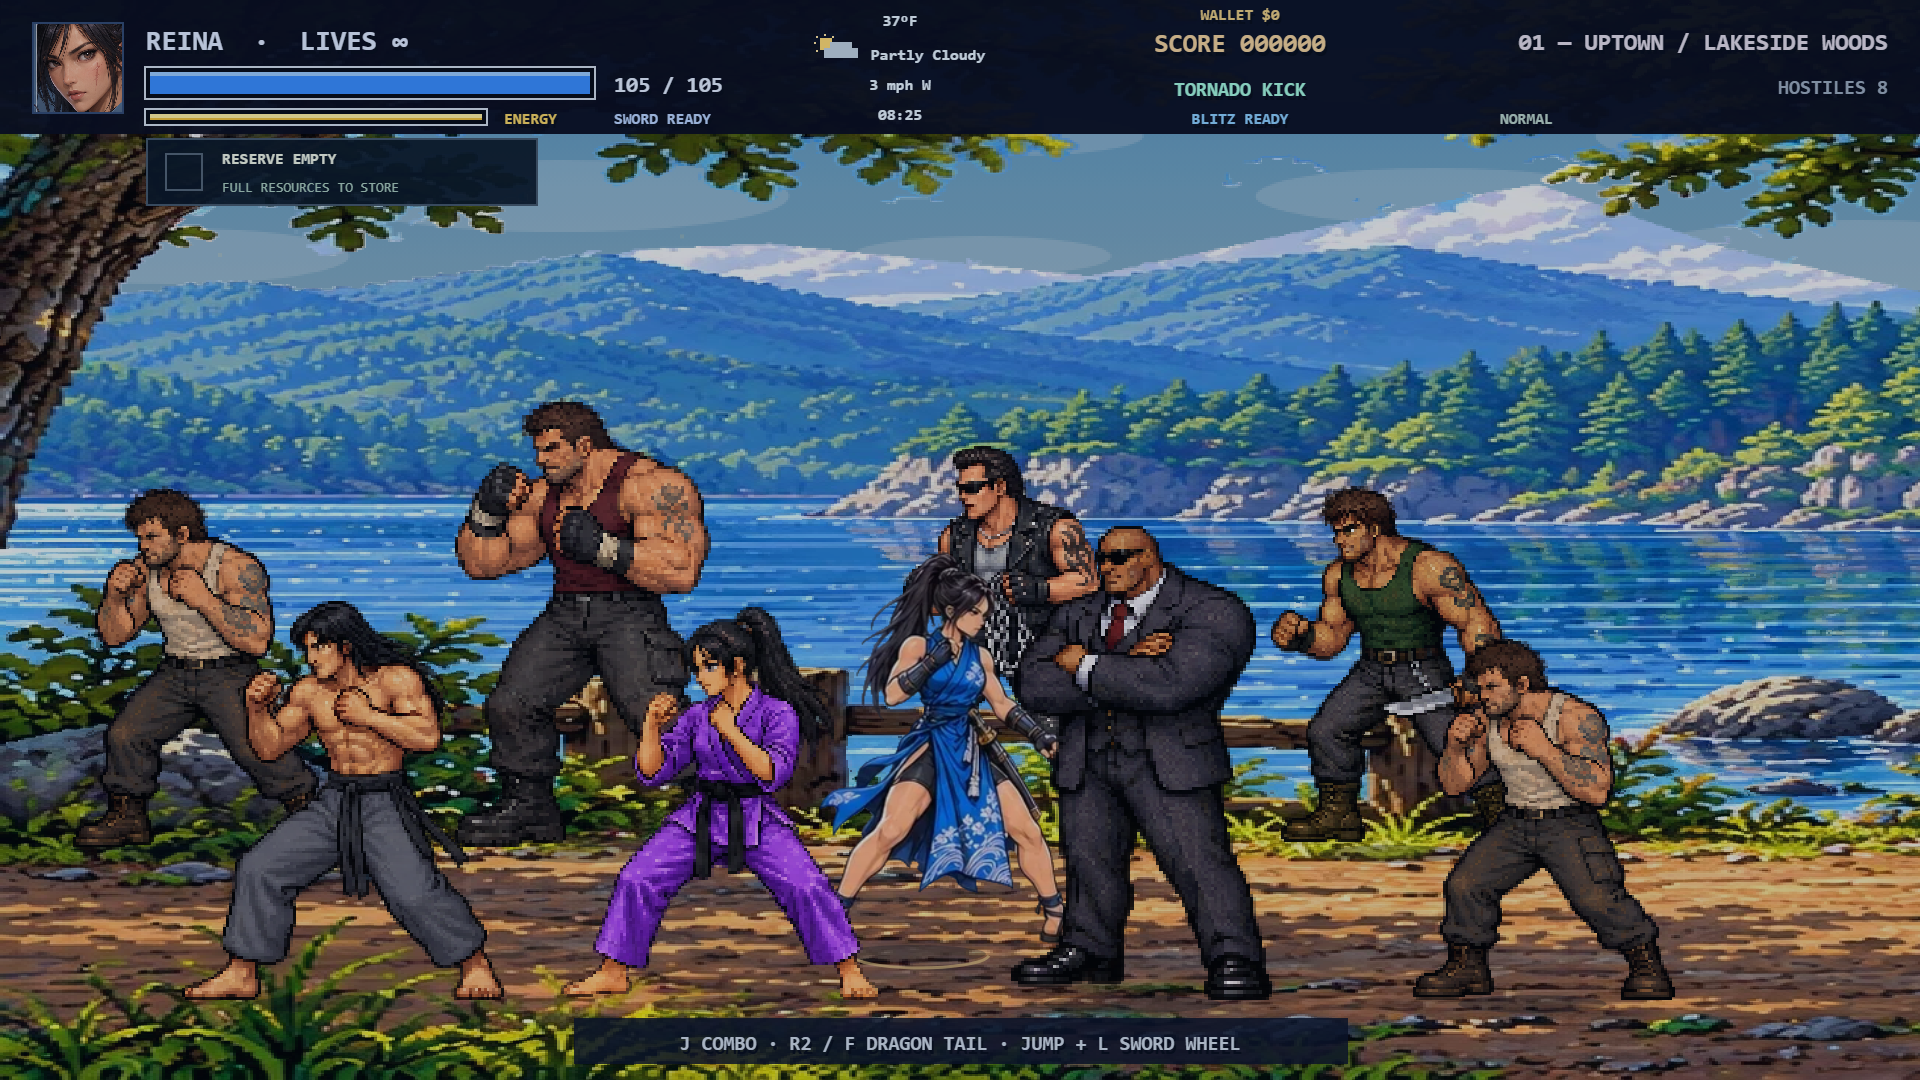 REINA · LIVES ∞
105 / 105
ENERGY
SWORD READY
RESERVE EMPTY
FULL RESOURCES TO STORE
37ºF
Partly Cloudy
3 mph W
08:25
WALLET $0
SCORE 000000
TORNADO KICK
BLITZ READY
01 — UPTOWN / LAKESIDE WOODS
HOSTILES 8
NORMAL
J COMBO · R2 / F DRAGON TAIL · JUMP + L SWORD WHEEL